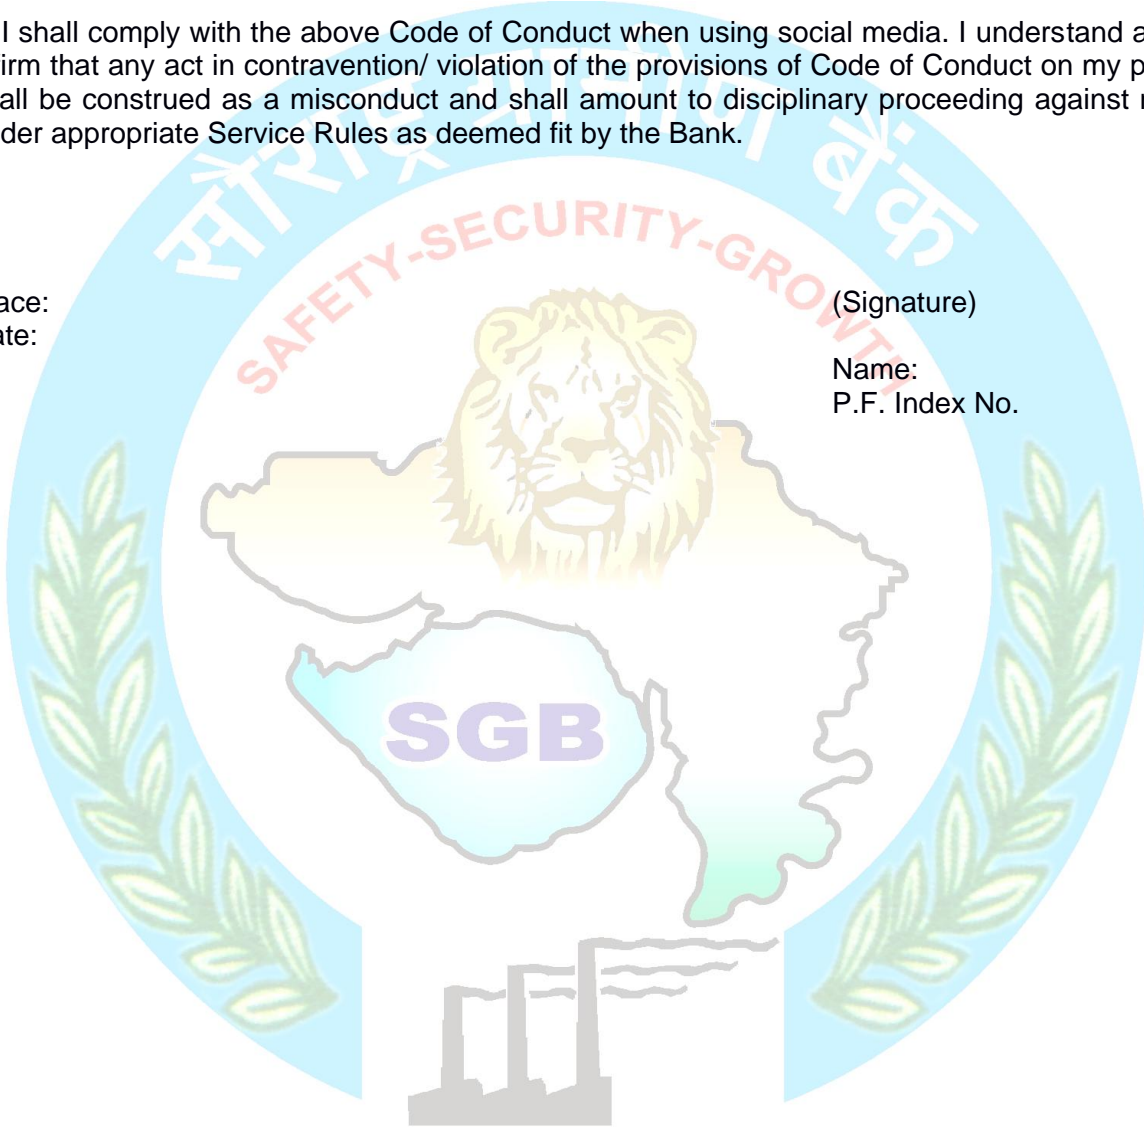 I shall comply with the above Code of Conduct when using social media. I understand a
firm that any act in contravention/ violation of the provisions of Code of Conduct on my p
all be construed as a misconduct and shall amount to disciplinary proceeding against
der appropriate Service Rules as deemed fit by the Bank.
सौराष्ट्र ग्रामीण बैंक
SAFETY-SECURITY-GROWTH
ace:
ate:
(Signature)
Name:
P.F. Index No.
SGB